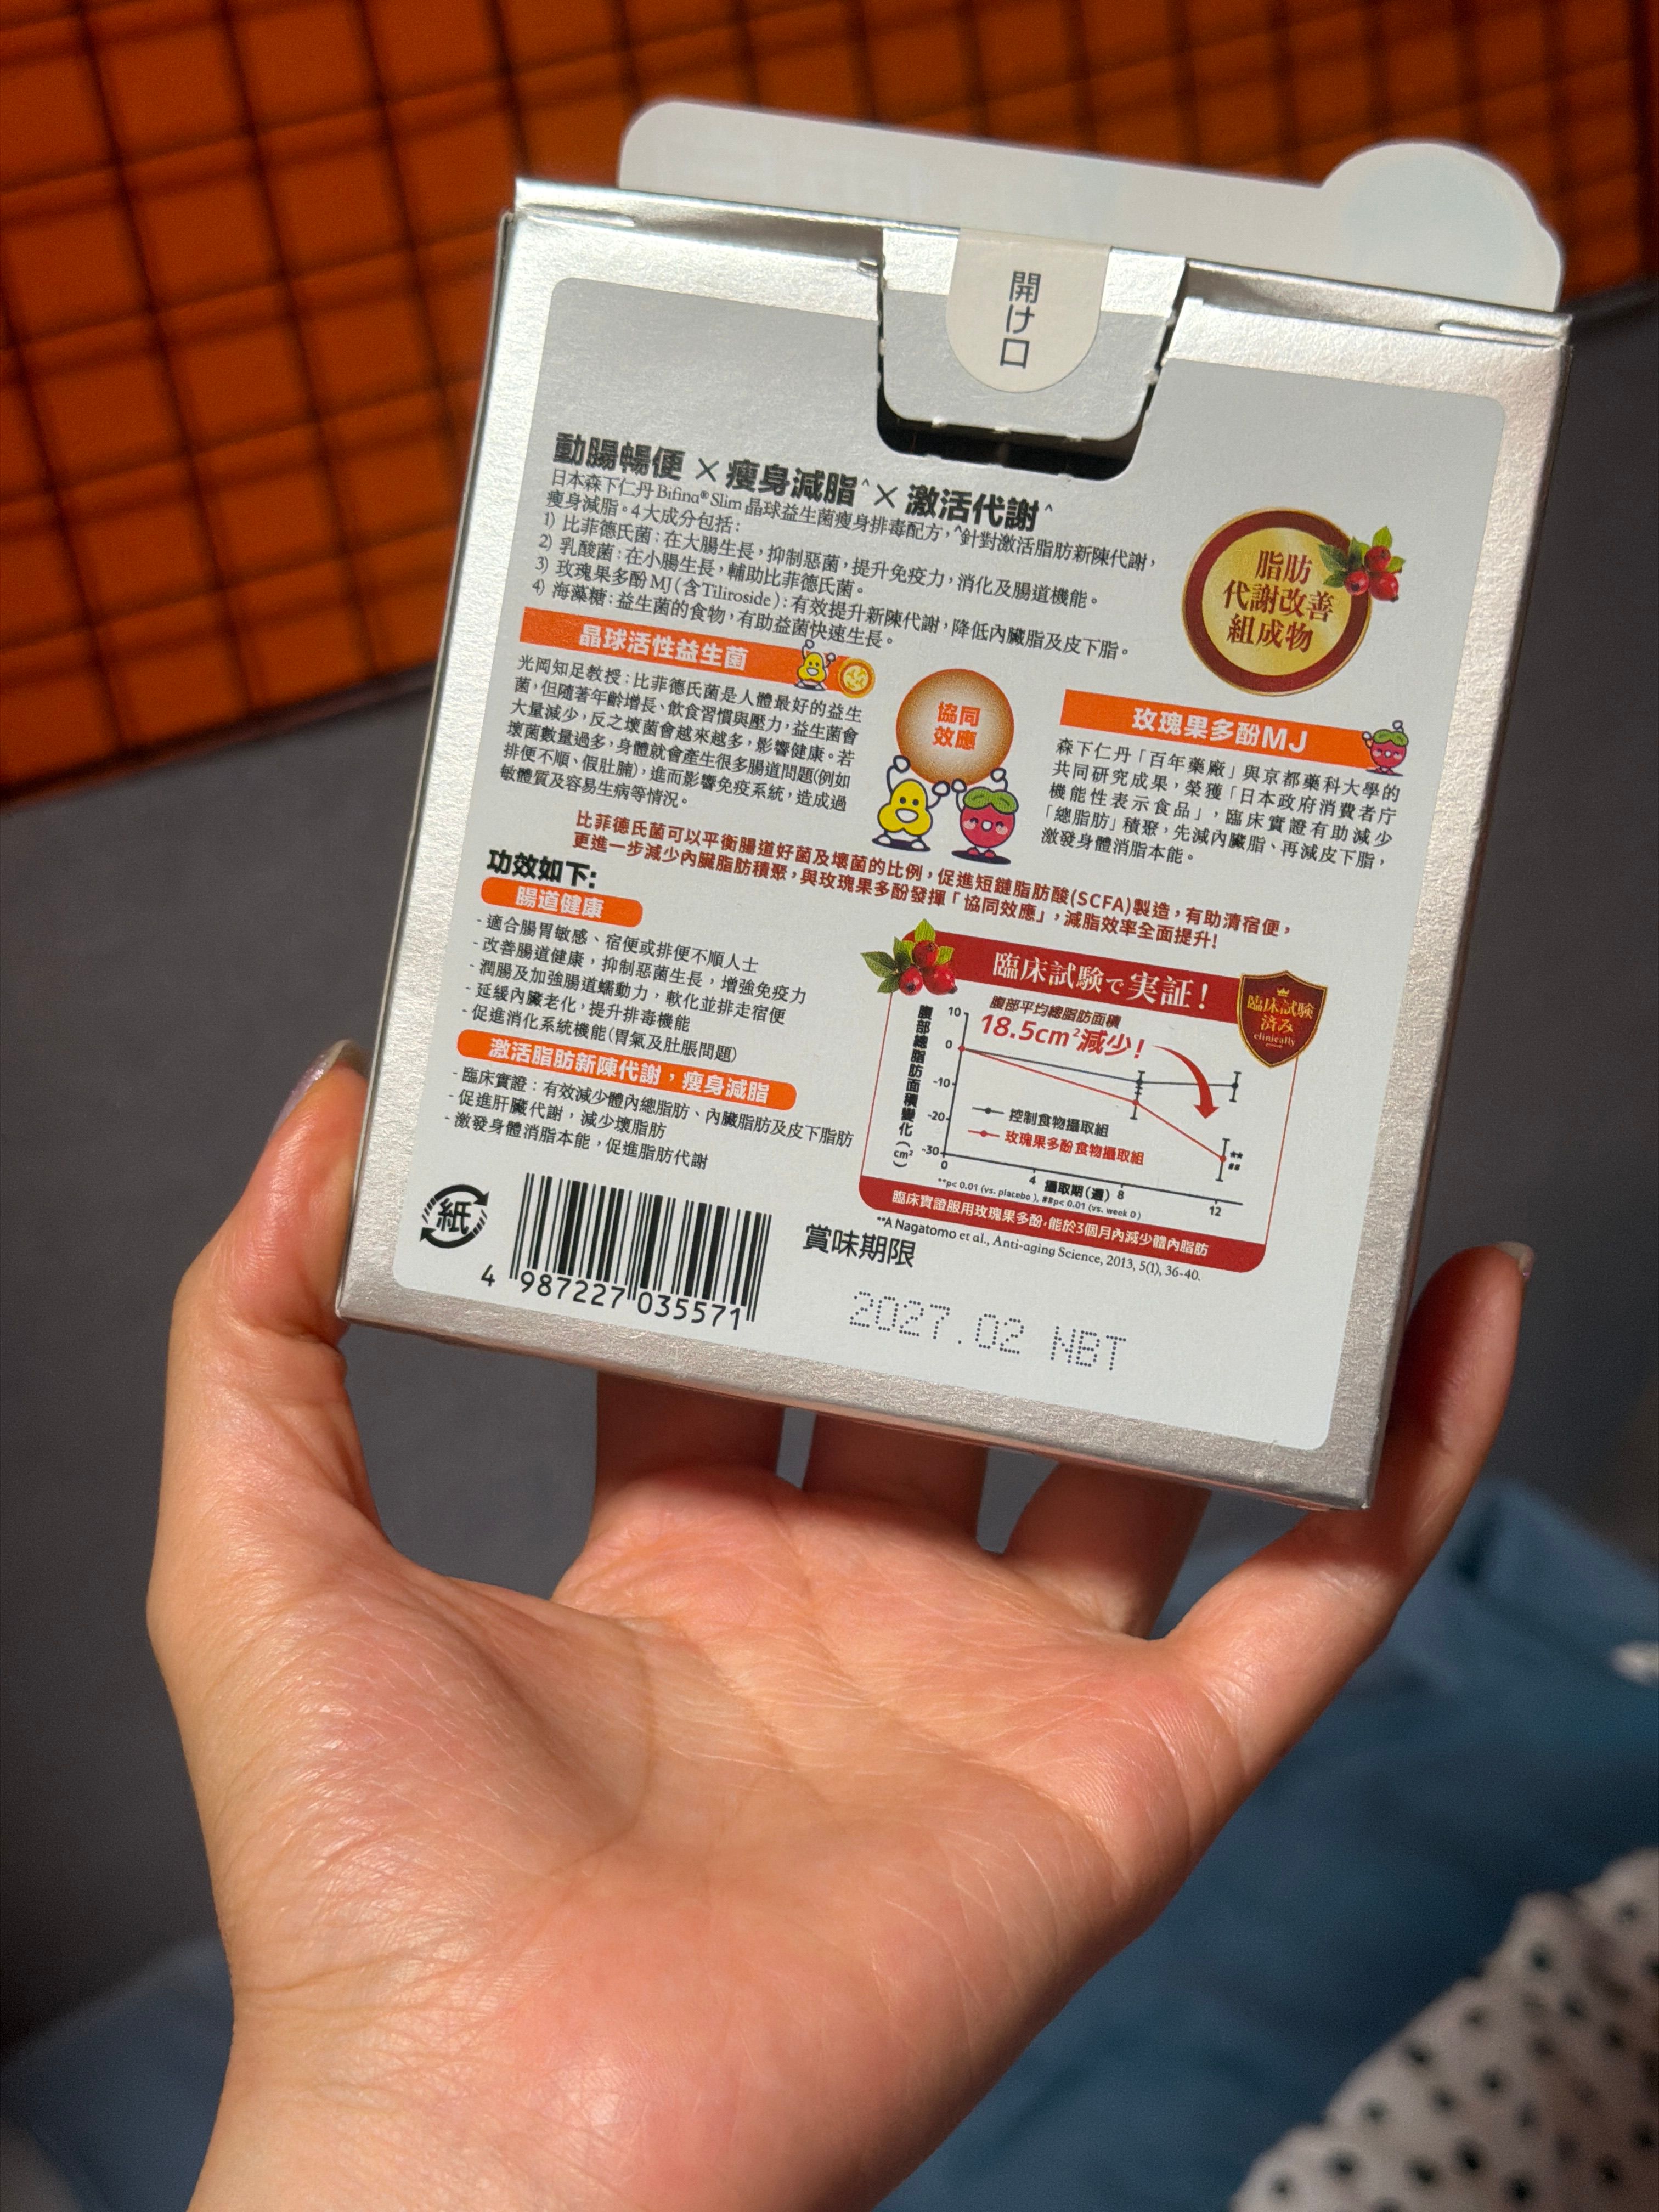 開け口
動腸暢便 × 瘦身減脂^ × 激活代謝^
日本森下仁丹 Bifina® Slim 晶球益生菌瘦身排毒配方，^針對激活脂肪新陳代謝，
瘦身減脂。4大成分包括：
1) 比菲德氏菌：在大腸生長，抑制惡菌，提升免疫力，消化及腸道機能。
2) 乳酸菌：在小腸生長，輔助比菲德氏菌。
3) 玫瑰果多酚 MJ (含Tiliroside)：有效提升新陳代謝，降低內臟脂及皮下脂。
4) 海藻糖：益生菌的食物，有助益菌快速生長。
脂肪
代謝改善
組成物
晶球活性益生菌
光岡知足教授：比菲德氏菌是人體最好的益生
菌，但隨著年齡增長、飲食習慣與壓力，益生菌會
大量減少，反之壞菌會越來越多，影響健康。若
壞菌數量過多，身體就會產生很多腸道問題(例如
排便不順、假肚腩)，進而影響免疫系統，造成過
敏體質及容易生病等情況。
協同
效應
玫瑰果多酚MJ
森下仁丹「百年藥廠」與京都藥科大學的
共同研究成果，榮獲「日本政府消費者庁
機能性表示食品」，臨床實證有助減少
「總脂肪」積聚，先減內臟脂、再減皮下脂，
激發身體消脂本能。
比菲德氏菌可以平衡腸道好菌及壞菌的比例，促進短鏈脂肪酸(SCFA)製造，有助清宿便，
更進一步減少內臟脂肪積聚，與玫瑰果多酚發揮「協同效應」，減脂效率全面提升！
功效如下：
腸道健康
- 適合腸胃敏感、宿便或排便不順人士
- 改善腸道健康，抑制惡菌生長，增強免疫力
- 潤腸及加強腸道蠕動力，軟化並排走宿便
- 延緩內臟老化，提升排毒機能
- 促進消化系統機能(胃氣及肚脹問題)
激活脂肪新陳代謝，瘦身減脂
- 臨床實證：有效減少體內總脂肪、內臟脂肪及皮下脂肪
- 促進肝臟代謝，減少壞脂肪
- 激發身體消脂本能，促進脂肪代謝
臨床試験で実証！
臨床試験
済み
clinically
腹部平均總脂肪面積
18.5cm²減少！
腹部總脂肪面積變化（cm²）
10
0
-10
-20
-30
控制食物攝取組
玫瑰果多酚食物攝取組
**
##
0 4 8 12
攝取期(週)
**p< 0.01 (vs. placebo ), ##p< 0.01 (vs. week 0 )
臨床實證服用玫瑰果多酚，能於3個月內減少體內脂肪
**A Nagatomo et al., Anti-aging Science, 2013, 5(1), 36-40.
紙
4 987227 035571
賞味期限
2027.02 NBT